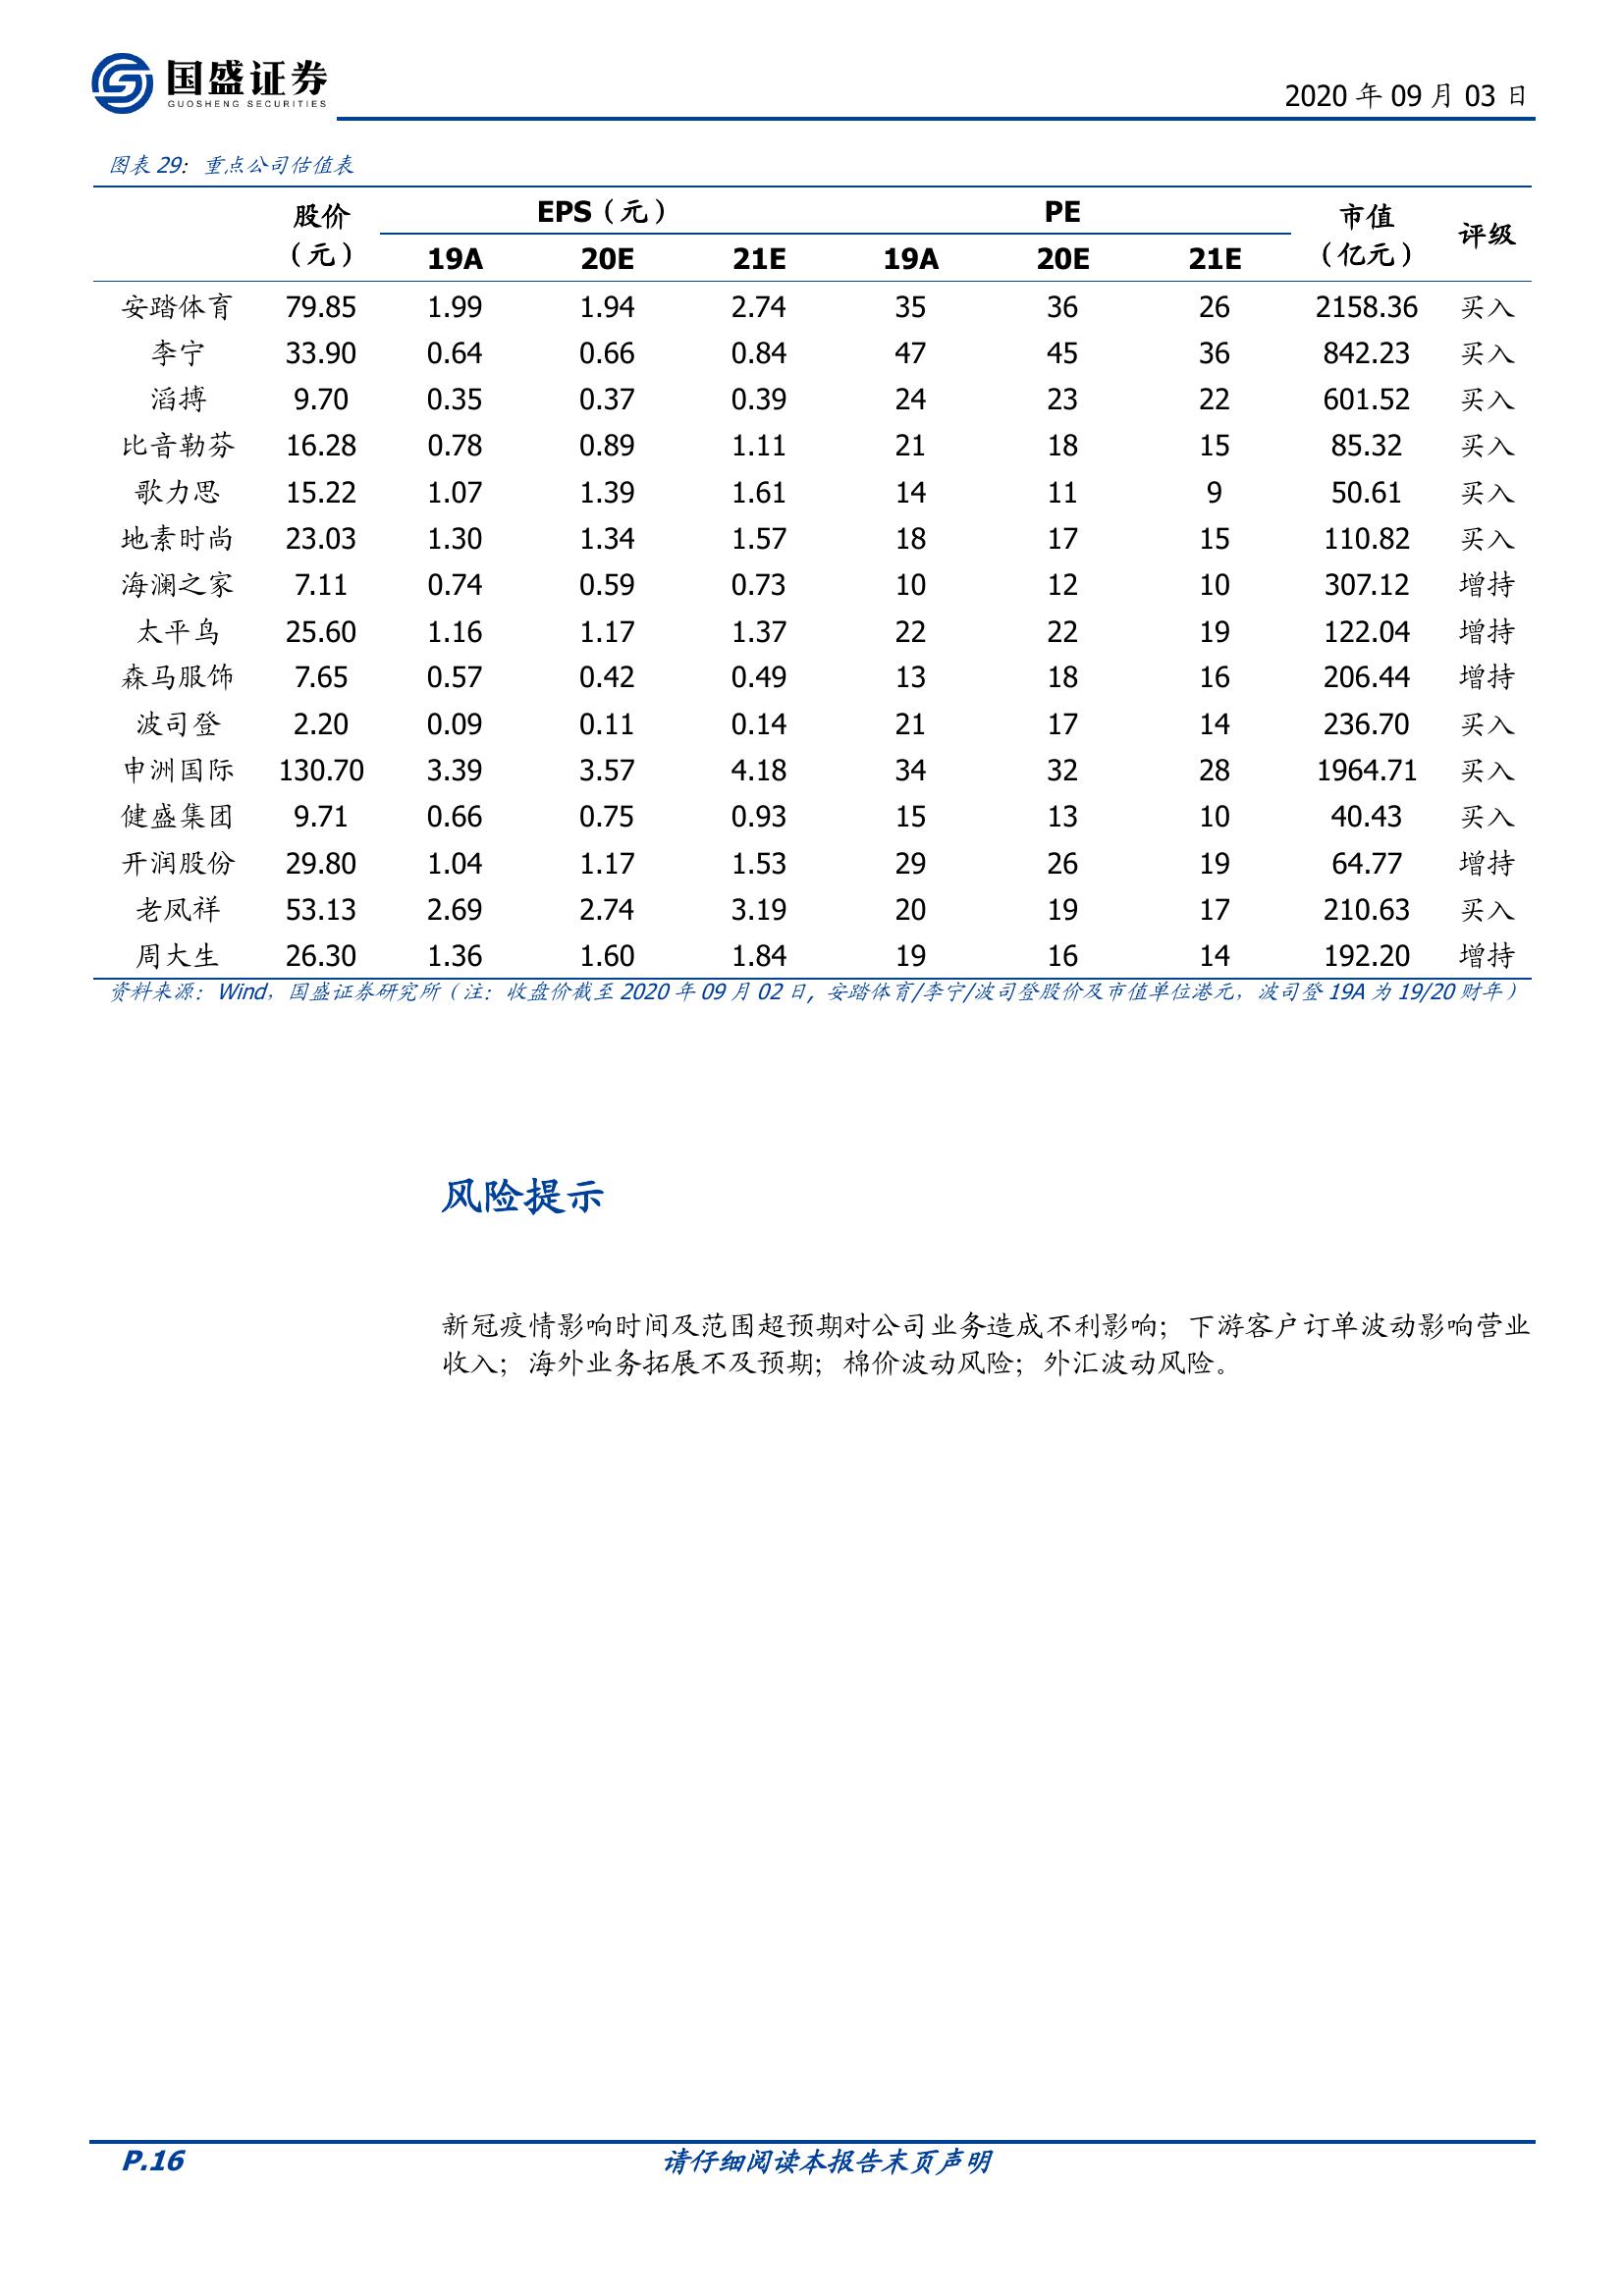 国盛证券
GUOSHENG SECURITIES
2020 年 09 月 03 日
图表 29：重点公司估值表
股价（元） EPS（元） PE 市值（亿元） 评级
19A 20E 21E 19A 20E 21E
安踏体育 79.85 1.99 1.94 2.74 35 36 26 2158.36 买入
李宁 33.90 0.64 0.66 0.84 47 45 36 842.23 买入
滔搏 9.70 0.35 0.37 0.39 24 23 22 601.52 买入
比音勒芬 16.28 0.78 0.89 1.11 21 18 15 85.32 买入
歌力思 15.22 1.07 1.39 1.61 14 11 9 50.61 买入
地素时尚 23.03 1.30 1.34 1.57 18 17 15 110.82 买入
海澜之家 7.11 0.74 0.59 0.73 10 12 10 307.12 增持
太平鸟 25.60 1.16 1.17 1.37 22 22 19 122.04 增持
森马服饰 7.65 0.57 0.42 0.49 13 18 16 206.44 增持
波司登 2.20 0.09 0.11 0.14 21 17 14 236.70 买入
申洲国际 130.70 3.39 3.57 4.18 34 32 28 1964.71 买入
健盛集团 9.71 0.66 0.75 0.93 15 13 10 40.43 买入
开润股份 29.80 1.04 1.17 1.53 29 26 19 64.77 增持
老凤祥 53.13 2.69 2.74 3.19 20 19 17 210.63 买入
周大生 26.30 1.36 1.60 1.84 19 16 14 192.20 增持
资料来源：Wind，国盛证券研究所（注：收盘价截至 2020 年 09 月 02 日, 安踏体育/李宁/波司登股价及市值单位港元，波司登 19A 为 19/20 财年）
风险提示
新冠疫情影响时间及范围超预期对公司业务造成不利影响；下游客户订单波动影响营业
收入；海外业务拓展不及预期；棉价波动风险；外汇波动风险。
P.16 请仔细阅读本报告末页声明